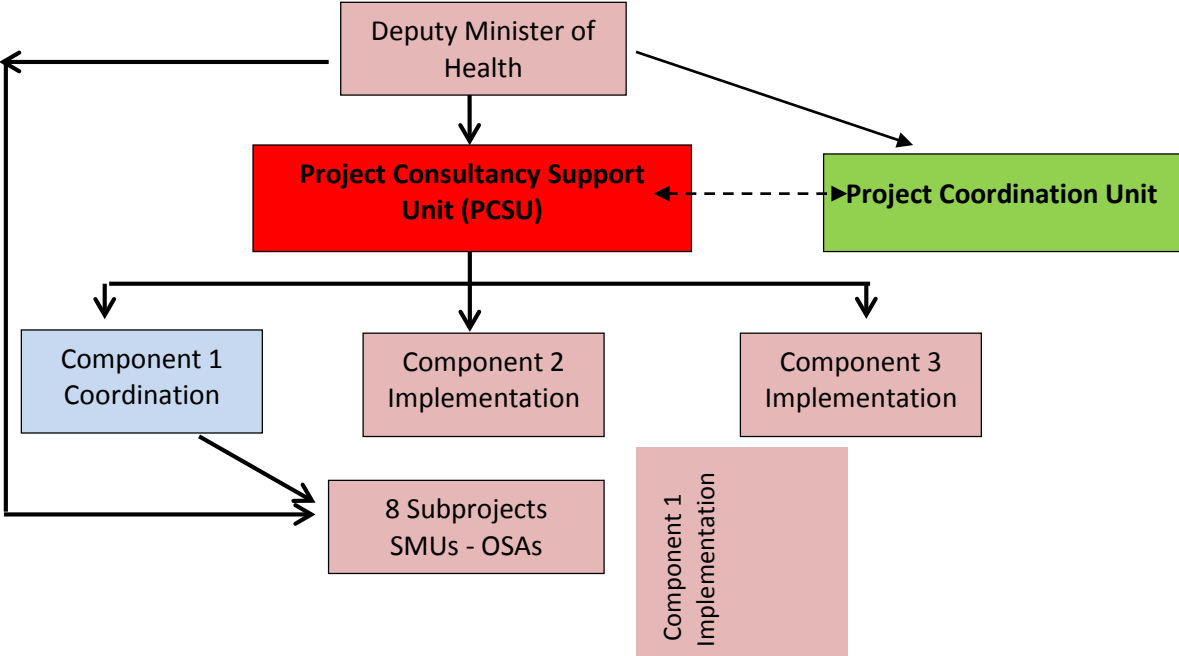 Deputy Minister of
Health
Project Consultancy Support
Unit (PCSU)
Project Coordination Unit
Component 1
Coordination
Component 2
Implementation
Component 3
Implementation
8 Subprojects
SMUs - OSAs
Component 1
Implementation